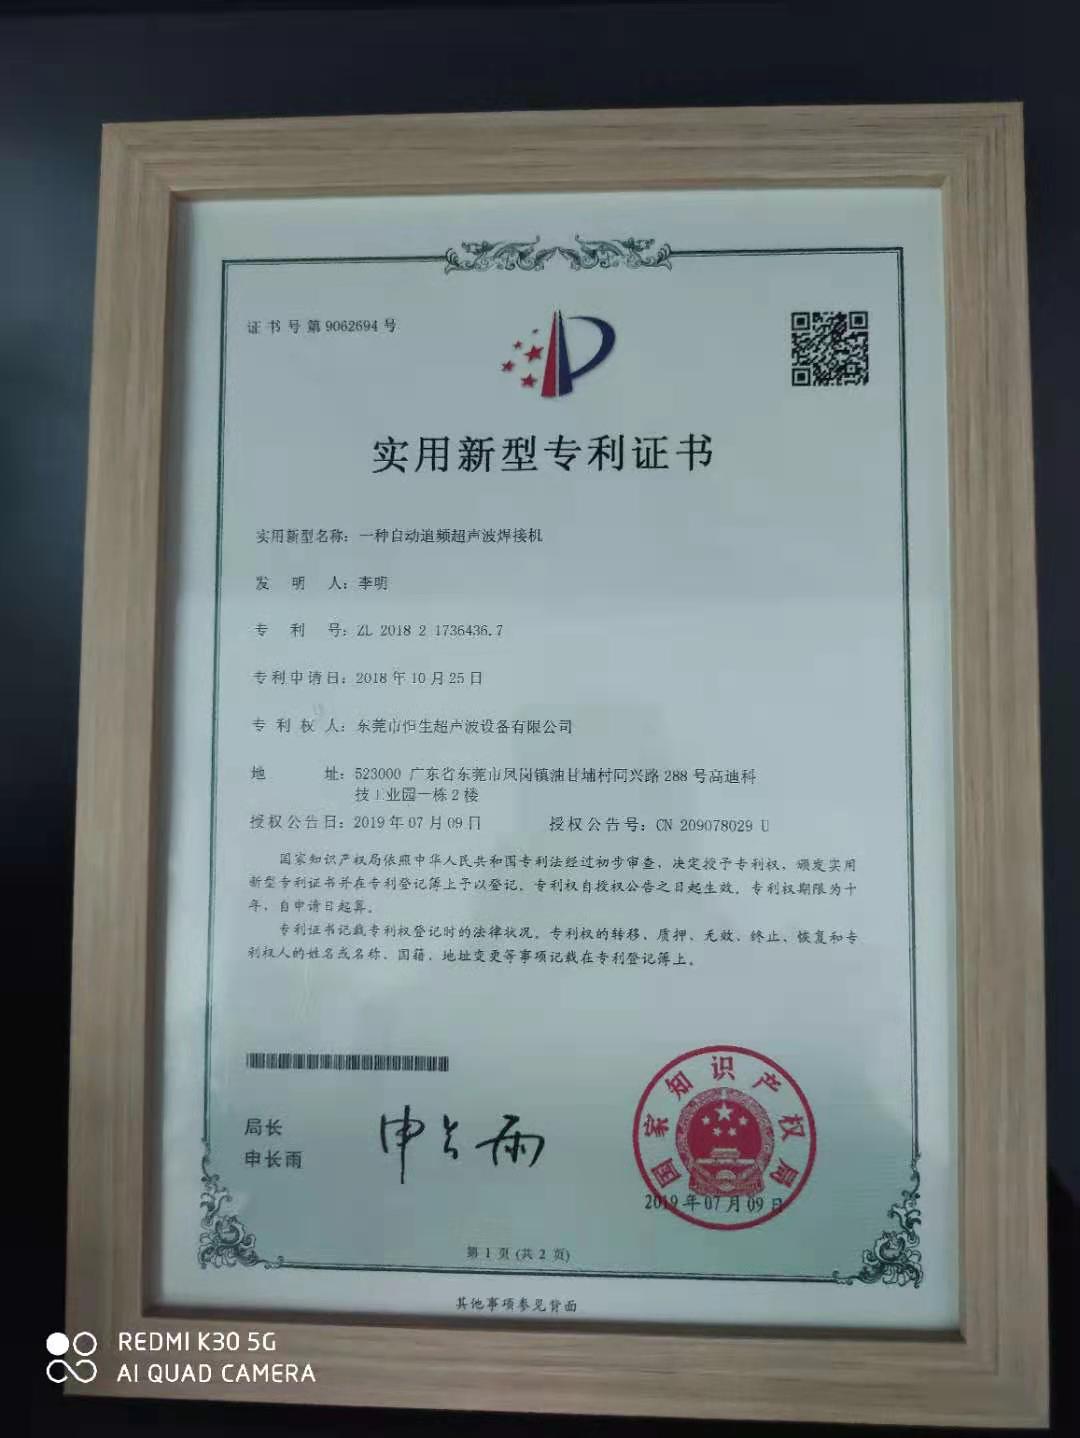 证书号第9062694号
实用新型专利证书
实用新型名称：一种自动追频超声波焊接机
发明人：李明
专利号：ZL 2018 2 1736436.7
专利申请日：2018年10月25日
专利权人：东莞市恒生超声波设备有限公司
地址：523000 广东省东莞市凤岗镇油甘埔村同兴路288号高迪科
技工业园一栋2楼
授权公告日：2019年07月09日 授权公告号：CN 209078029 U
国家知识产权局依照中华人民共和国专利法经过初步审查，决定授予专利权，颁发实用
新型专利证书并在专利登记簿上予以登记。专利权自授权公告之日起生效。专利权期限为十
年，自申请日起算。
专利证书记载专利权登记时的法律状况。专利权的转移、质押、无效、终止、恢复和专
利权人的姓名或名称、国籍、地址变更等事项记载在专利登记簿上。
局长
申长雨
申长雨
国家知识产权局
2019年07月09日
第1页(共2页)
其他事项参见背面
REDMI K30 5G
AI QUAD CAMERA